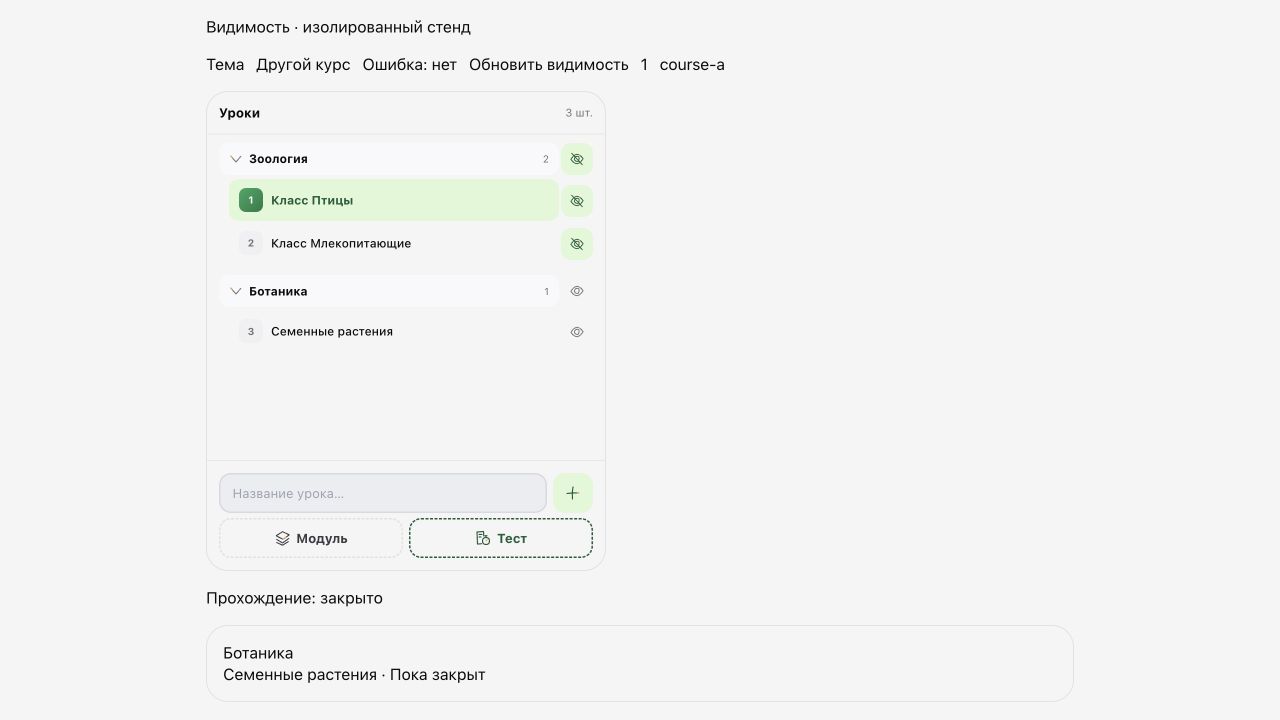 Видимость · изолированный стенд
Тема Другой курс Ошибка: нет Обновить видимость 1 course-a
Уроки 3 шт.
Зоология 2
1 Класс Птицы
2 Класс Млекопитающие
Ботаника 1
3 Семенные растения
Название урока...
Модуль Тест
Прохождение: закрыто
Ботаника
Семенные растения · Пока закрыт